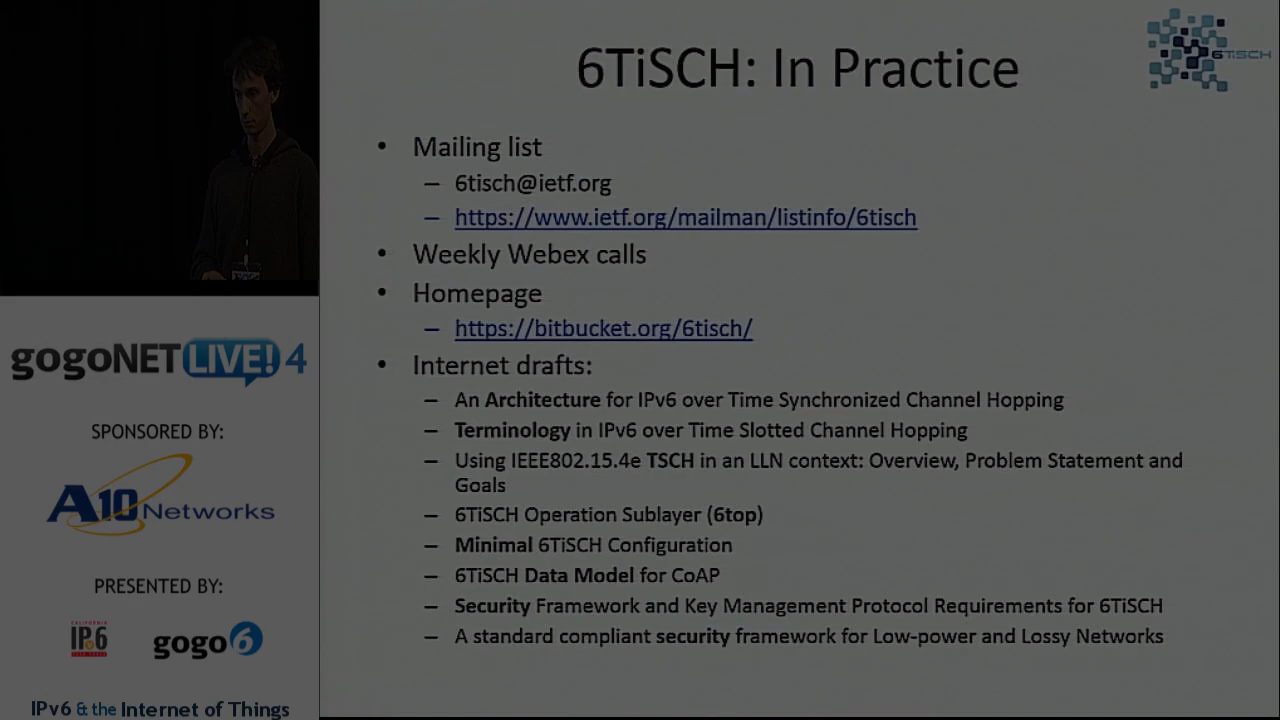 6TiSCH: In Practice
6TiSCH
• Mailing list
– 6tisch@ietf.org
– https://www.ietf.org/mailman/listinfo/6tisch
• Weekly Webex calls
• Homepage
– https://bitbucket.org/6tisch/
• Internet drafts:
– An Architecture for IPv6 over Time Synchronized Channel Hopping
– Terminology in IPv6 over Time Slotted Channel Hopping
– Using IEEE802.15.4e TSCH in an LLN context: Overview, Problem Statement and
Goals
– 6TiSCH Operation Sublayer (6top)
– Minimal 6TiSCH Configuration
– 6TiSCH Data Model for CoAP
– Security Framework and Key Management Protocol Requirements for 6TiSCH
– A standard compliant security framework for Low-power and Lossy Networks
gogoNET LIVE! 4
SPONSORED BY:
A10 Networks
PRESENTED BY:
CALIFORNIA
IPv6
gogo6
IPv6 & the Internet of Things